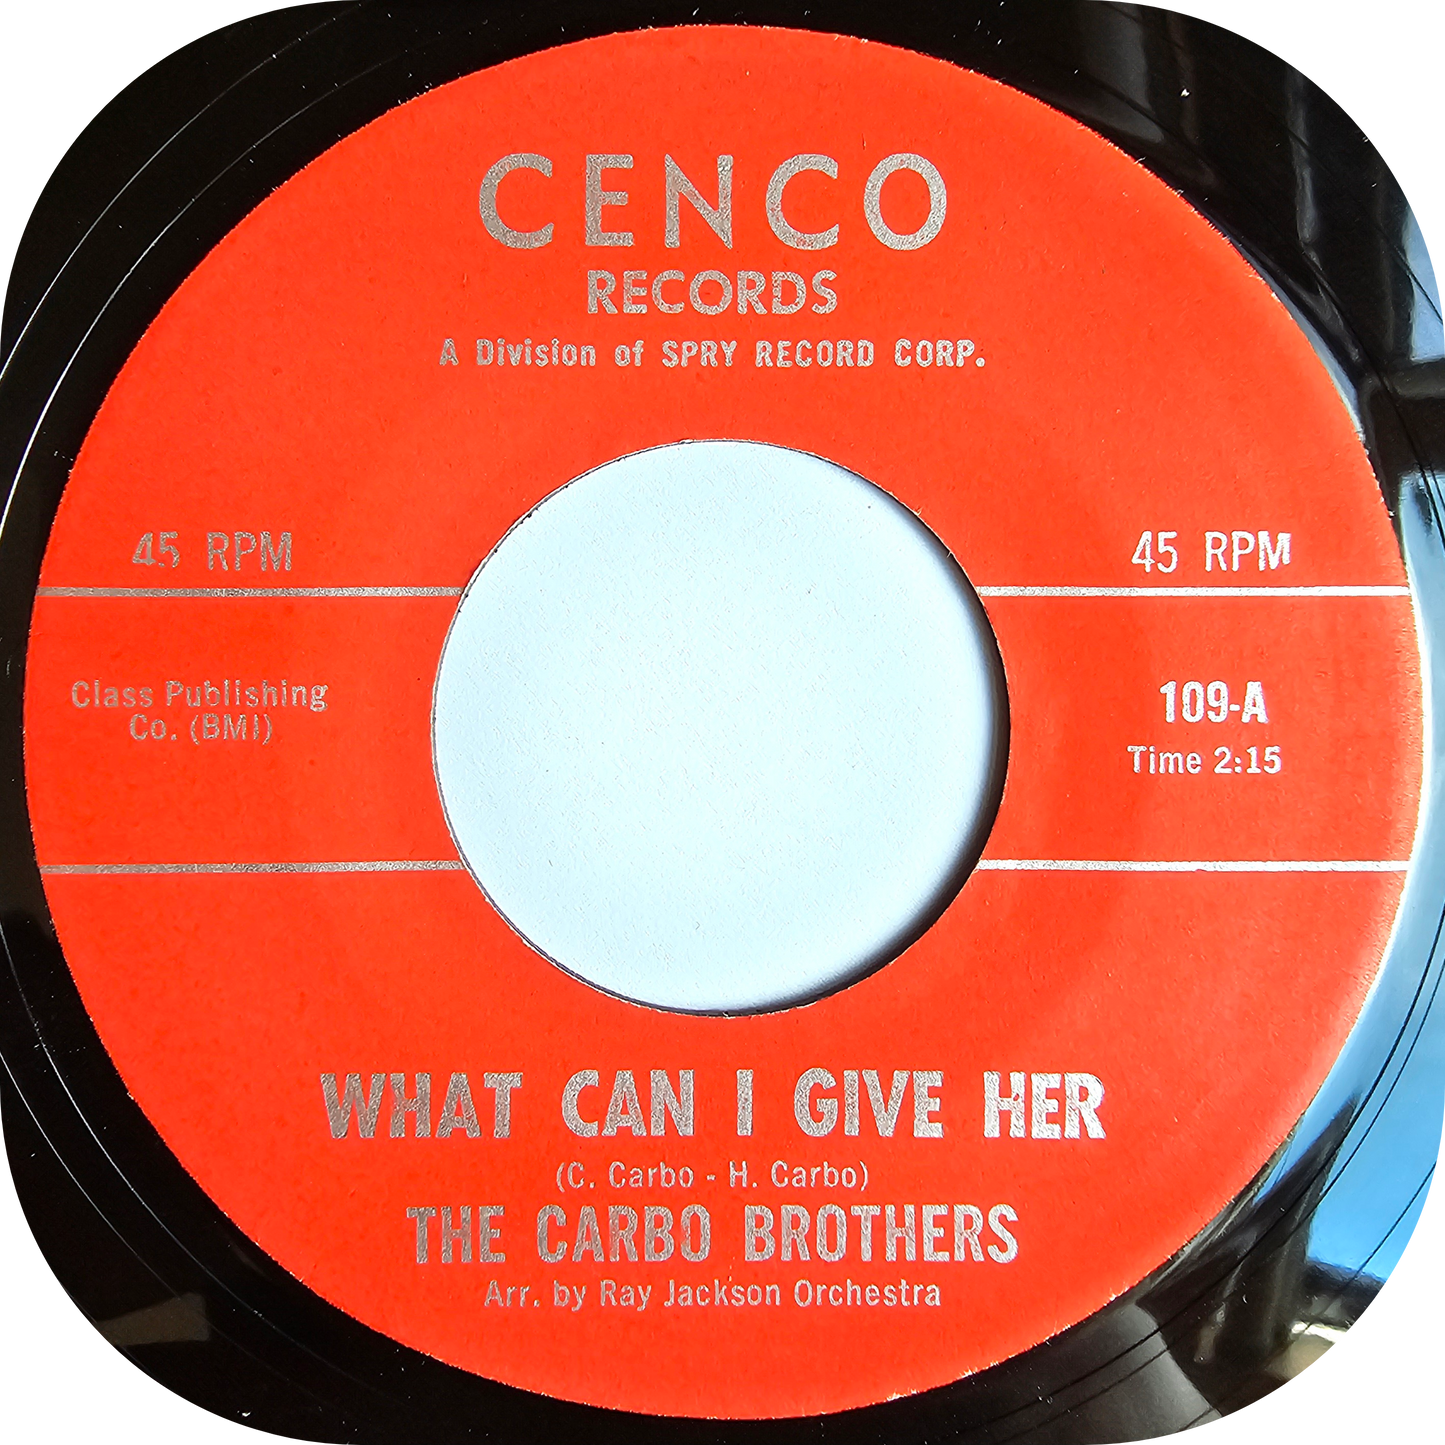 CENCO
RECORDS
A Division of SPRY RECORD CORP.
45 RPM
45 RPM
Class Publishing
Co. (BMI)
109-A
Time 2:15
WHAT CAN I GIVE HER
(C. Carbo - H. Carbo)
THE CARBO BROTHERS
Arr. by Ray Jackson Orchestra